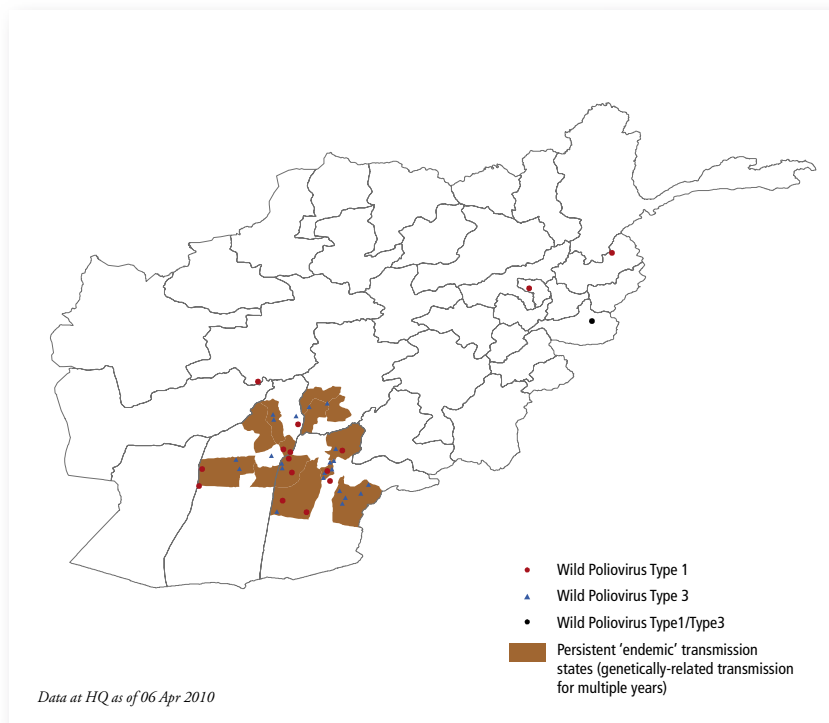 Wild Poliovirus Type 1
Wild Poliovirus Type 3
Wild Poliovirus Type1/Type3
Persistent ‘endemic’ transmission
states (genetically-related transmission
for multiple years)
Data at HQ as of 06 Apr 2010